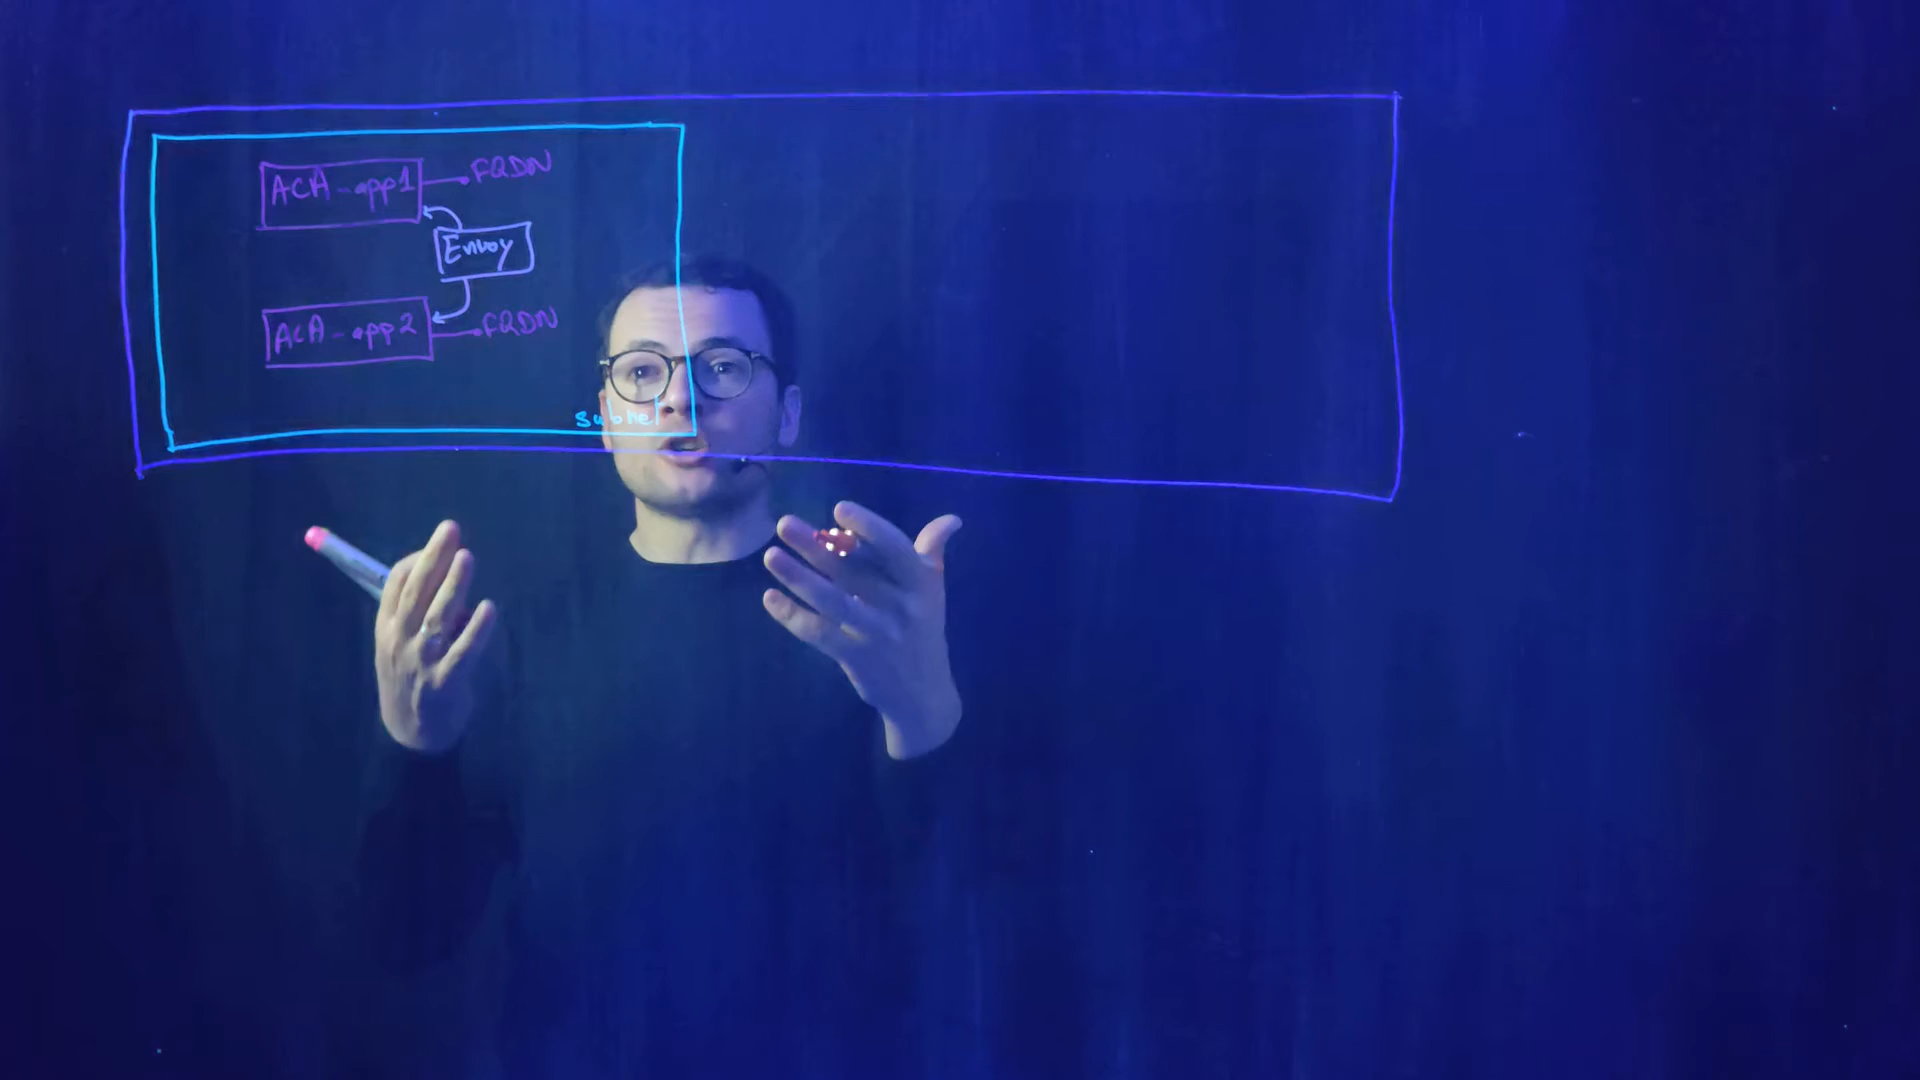 ACA-app1
FQDN
Envoy
ACA-app2
FQDN
subnet